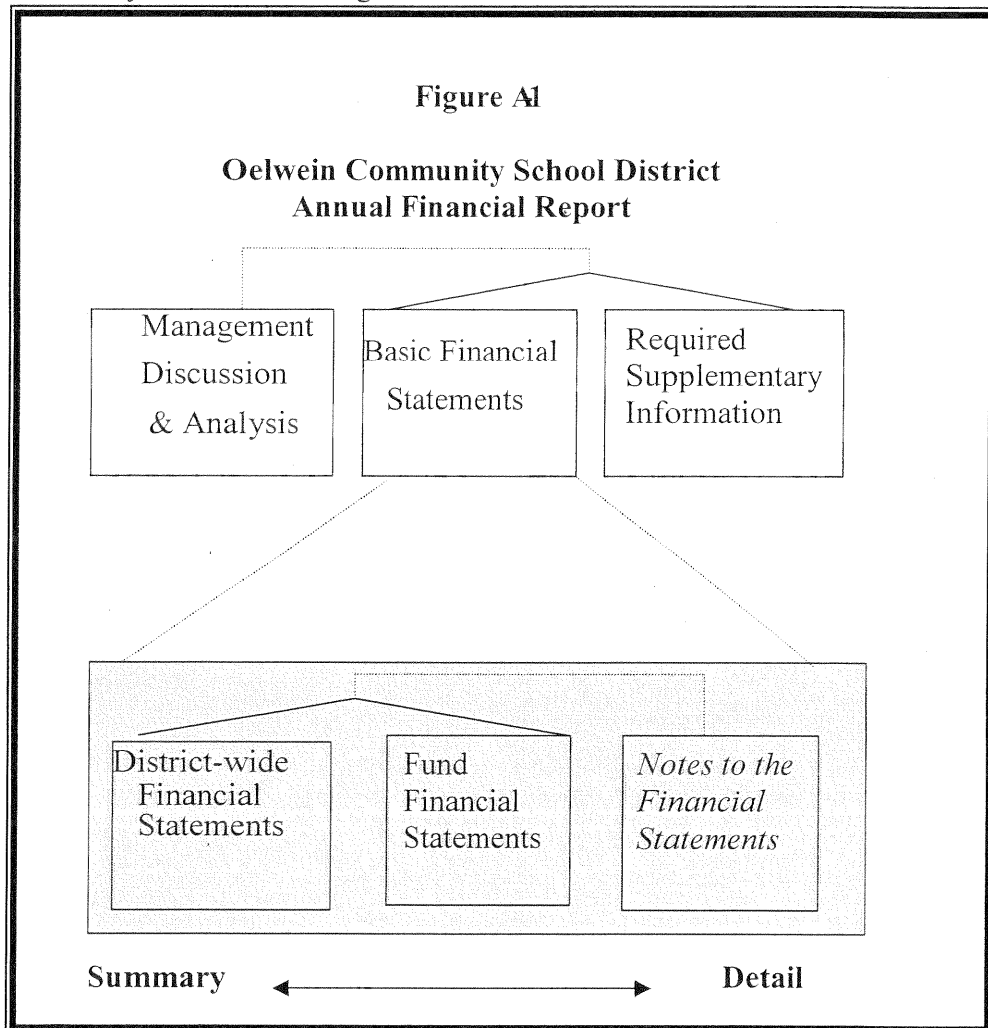 Figure A1
Oelwein Community School District
Annual Financial Report
Management
Discussion
& Analysis
Basic Financial
Statements
Required
Supplementary
Information
District-wide
Financial
Statements
Fund
Financial
Statements
Notes to the
Financial
Statements
Summary
Detail